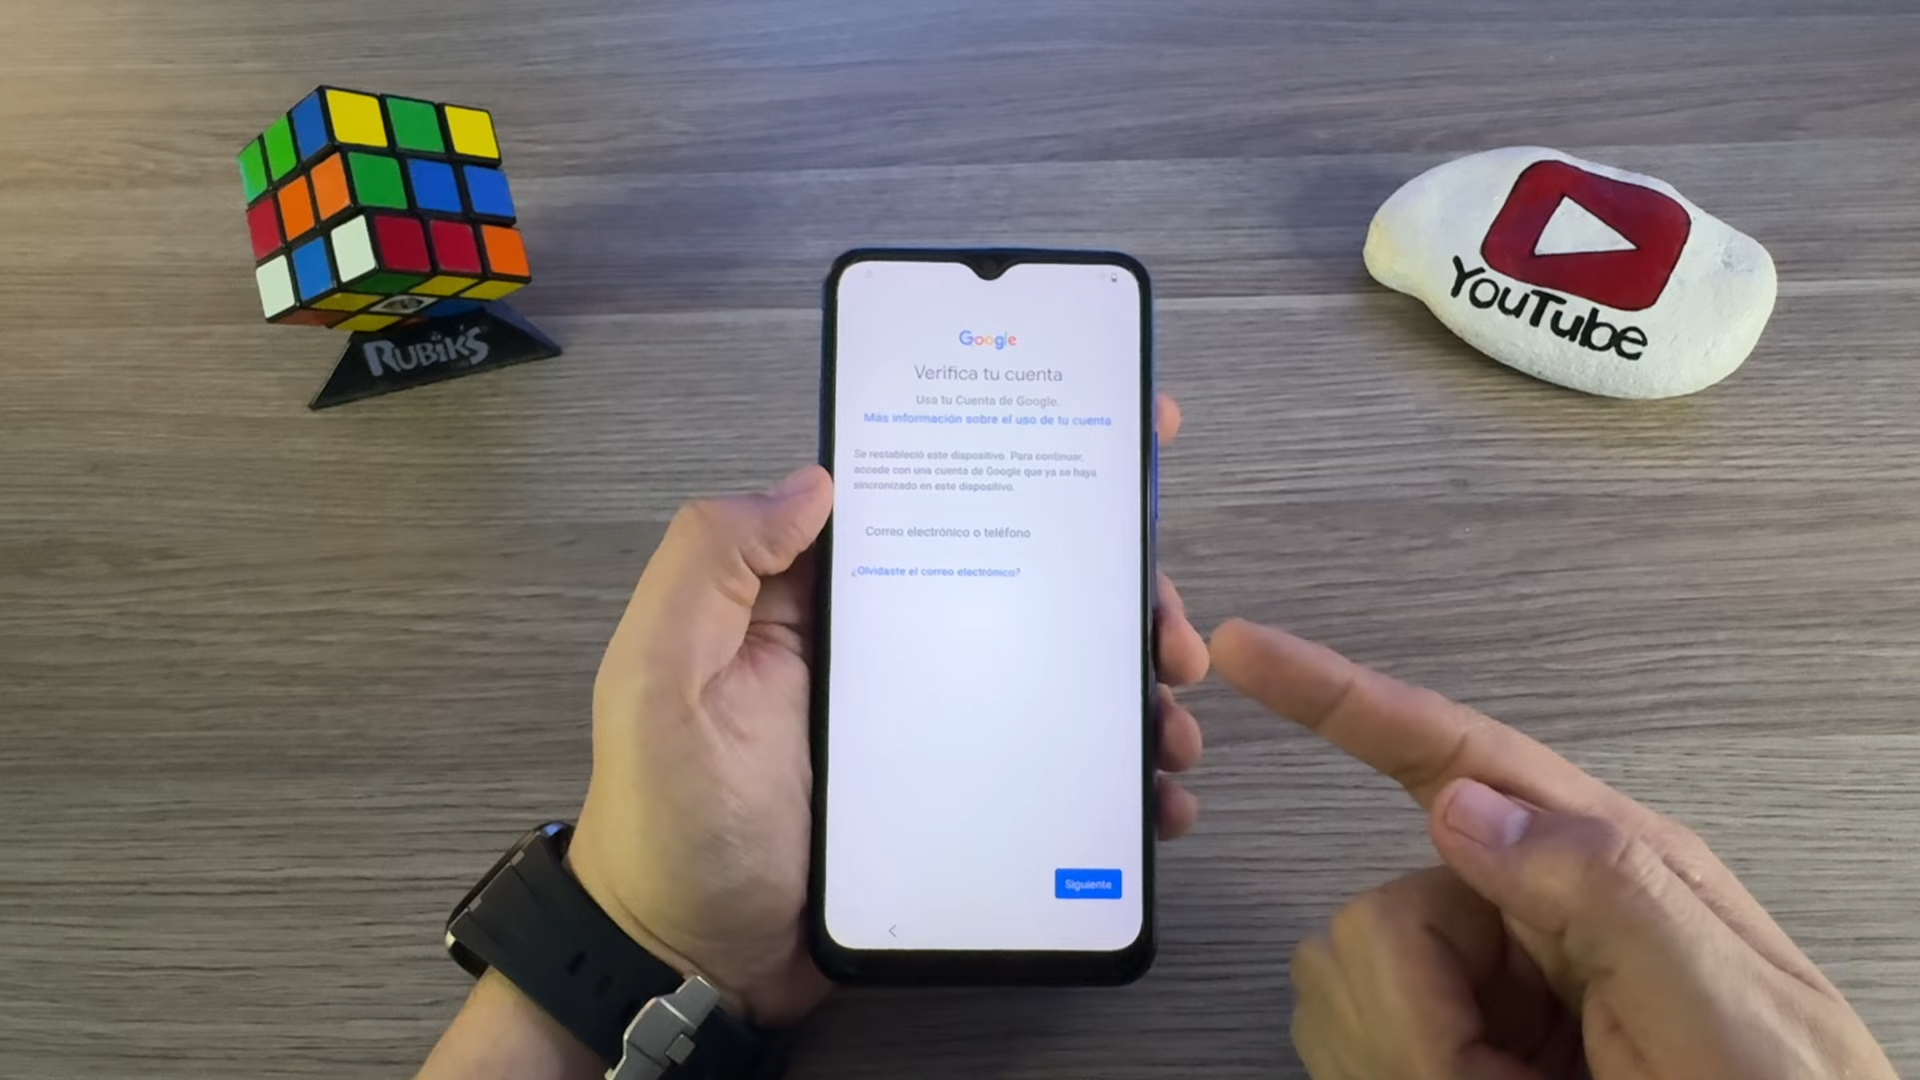 RUBIK'S
YouTube
Google
Verifica tu cuenta
Usa tu Cuenta de Google.
Más información sobre el uso de tu cuenta
Se restableció este dispositivo. Para continuar,
accede con una cuenta de Google que ya se haya
sincronizado en este dispositivo.
Correo electrónico o teléfono
¿Olvidaste el correo electrónico?
Siguiente